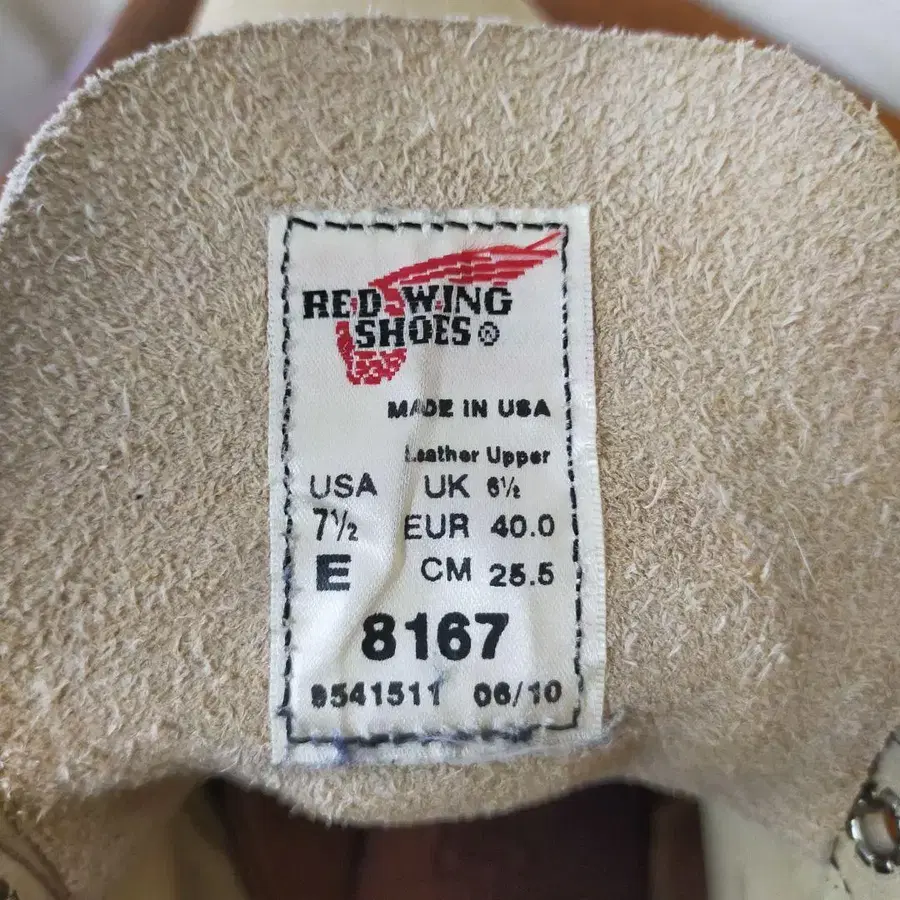 RED WING
SHOES®
MADE IN USA
Leather Upper
USA UK 6½
7½ EUR 40.0
E CM 25.5
8167
9541511 06/10